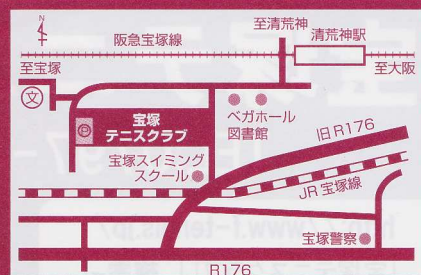 至清荒神
阪急宝塚線
清荒神駅
至宝塚
至大阪
文
P
宝塚
テニスクラブ
ベガホール
図書館
旧R176
宝塚スイミング
スクール
JR宝塚線
宝塚警察
R176